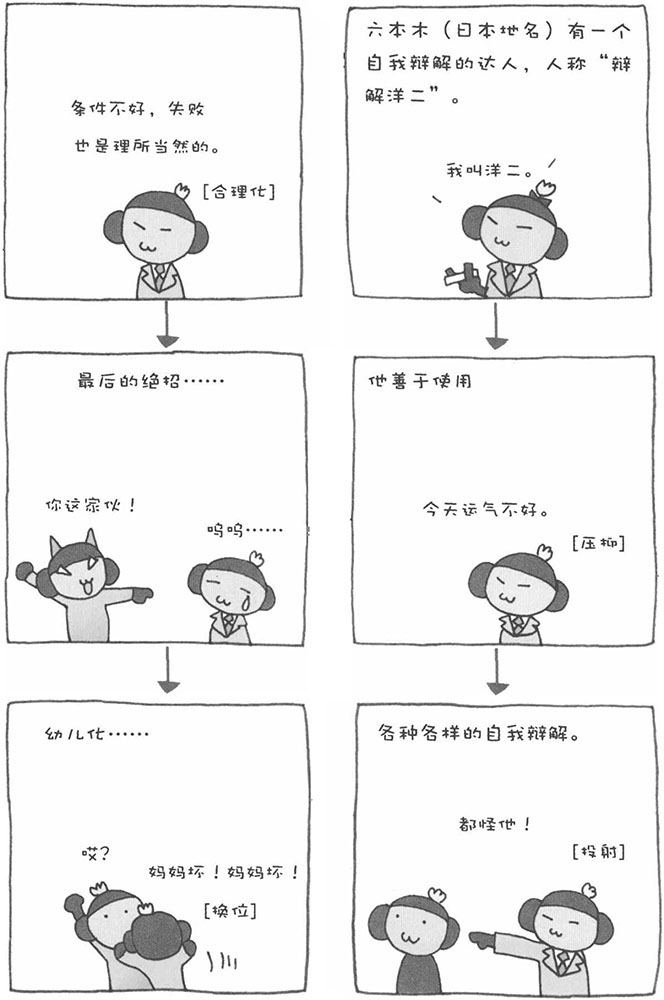 六本木（日本地名）有一个
自我辩解的达人，人称“辩
解洋二”。
我叫洋二。
他善于使用
今天运气不好。
[压抑]
各种各样的自我辩解。
都怪他！
[投射]
条件不好，失败
也是理所当然的。
[合理化]
最后的绝招……
你这家伙！
呜呜……
幼儿化……
哎？
妈妈坏！妈妈坏！
[换位]